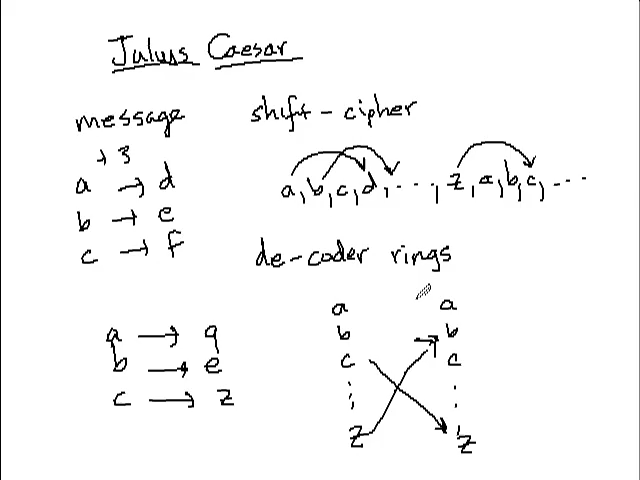 Julius Caesar
message shift-cipher
+3
a → d
b → e
c → f
a, b, c, d, ..., z, a, b, c, ...
de-coder rings
a a
b b
c c
⋮ ⋮
z z
a → q
b → e
c → z